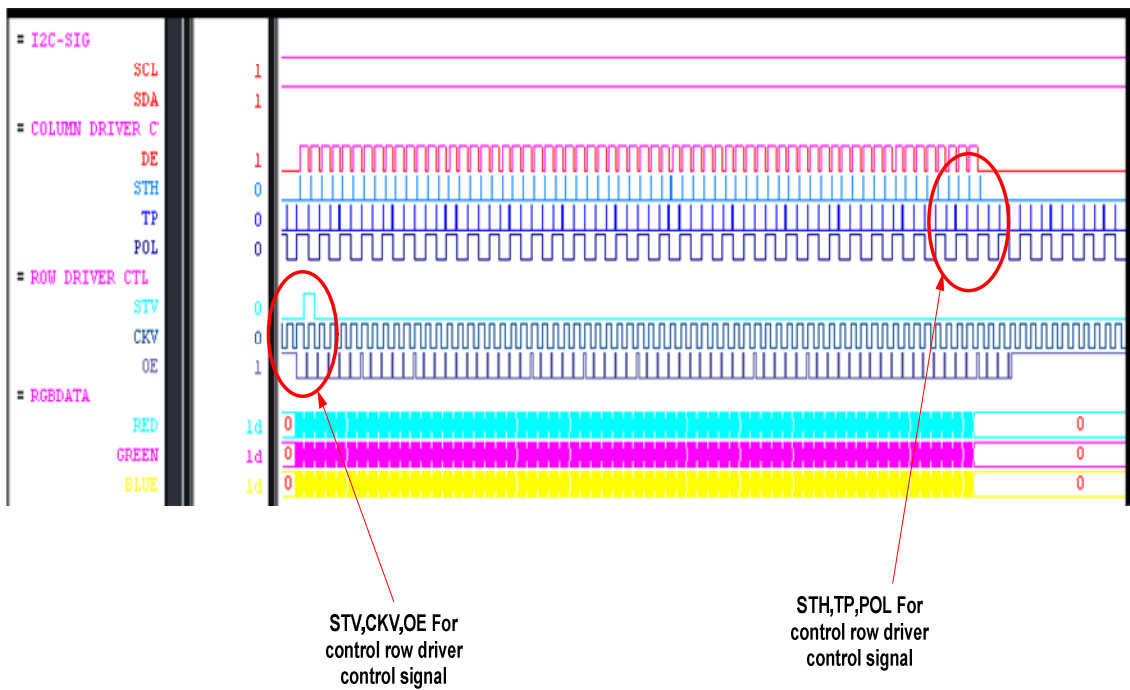 = I2C-SIG
SCL 1
SDA 1
= COLUMN DRIVER C
DE 1
STH 0
TP 0
POL 0
= ROW DRIVER CTL
STV 0
CKV 0
OE 1
= RGBDATA
RED 1d 0 0
GREEN 1d 0 0
BLUE 1d 0 0
STV,CKV,OE For
control row driver
control signal
STH,TP,POL For
control row driver
control signal